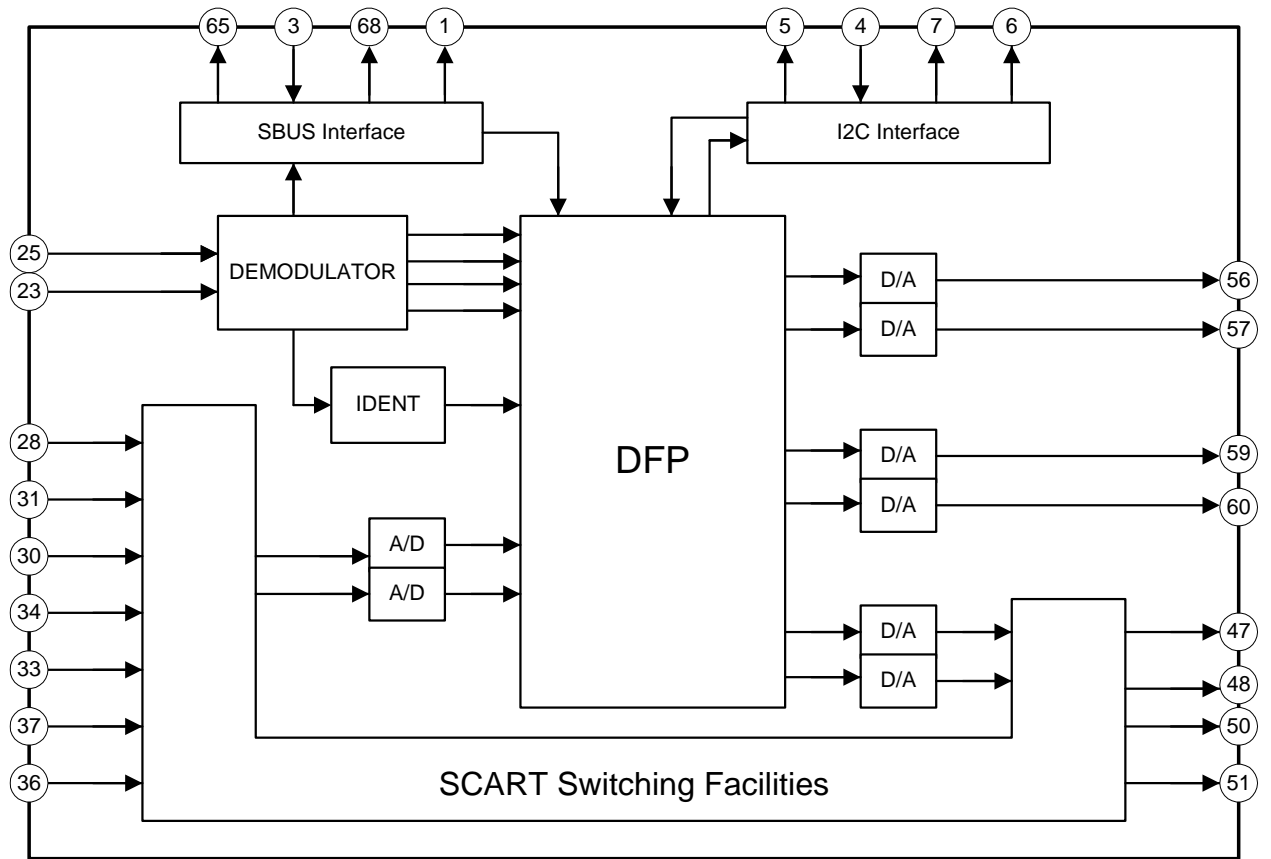 65 3 68 1 5 4 7 6
SBUS Interface I2C Interface
25
DEMODULATOR
23
D/A 56
D/A 57
IDENT
28
D/A 59
DFP
31
D/A 60
30
A/D
A/D
34
D/A 47
33
D/A 48
37
50
SCART Switching Facilities
36
51